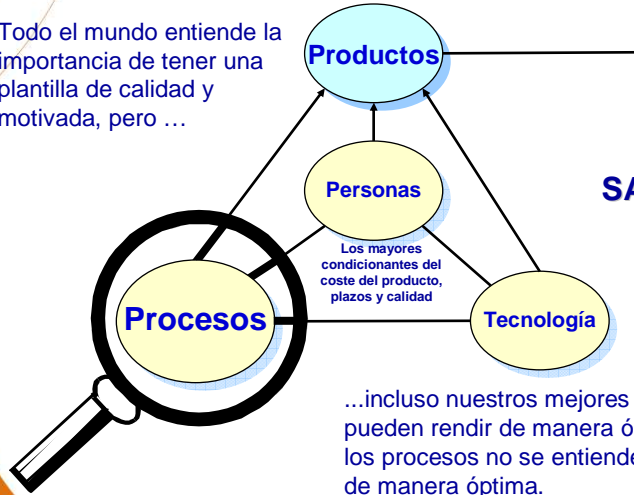 Todo el mundo entiende la
importancia de tener una
plantilla de calidad y
motivada, pero …
Productos
Personas
Los mayores
condicionantes del
coste del producto,
plazos y calidad
Procesos
Tecnología
...incluso nuestros mejores
pueden rendir de manera
los procesos no se
de manera óptima.